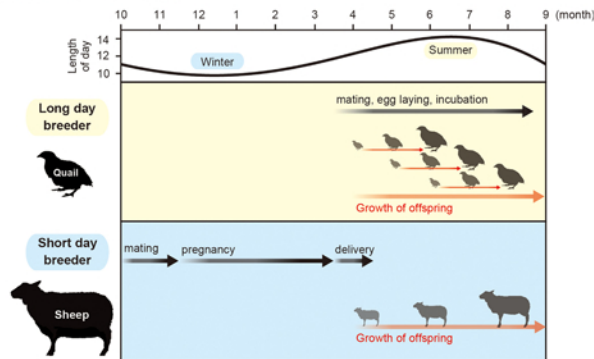 10 11 12 1 2 3 4 5 6 7 8 9 (month)
Length
of day
14
12
10
Winter
Summer
Long day
breeder
Quail
mating, egg laying, incubation
Growth of offspring
Short day
breeder
Sheep
mating
pregnancy
delivery
Growth of offspring